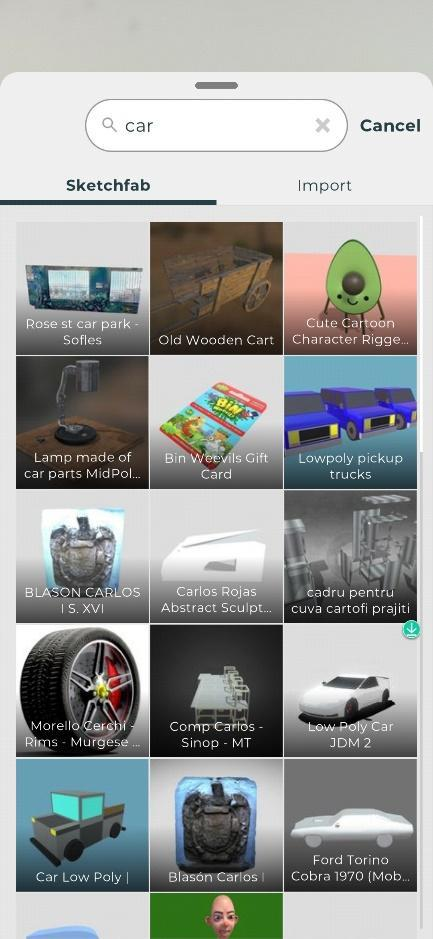 car
Cancel
Sketchfab
Import
Rose st car park -
Sofles
Old Wooden Cart
Cute Cartoon
Character Rigge...
Lamp made of
car parts MidPol...
Bin Weevils Gift
Card
Lowpoly pickup
trucks
BLASON CARLOS
I S. XVI
Carlos Rojas
Abstract Sculpt...
cadru pentru
cuva cartofi prajiti
Morello Cerchi -
Rims - Murgese ...
Comp Carlos -
Sinop - MT
Low Poly Car
JDM 2
Car Low Poly |
Blasón Carlos I
Ford Torino
Cobra 1970 (Mob...